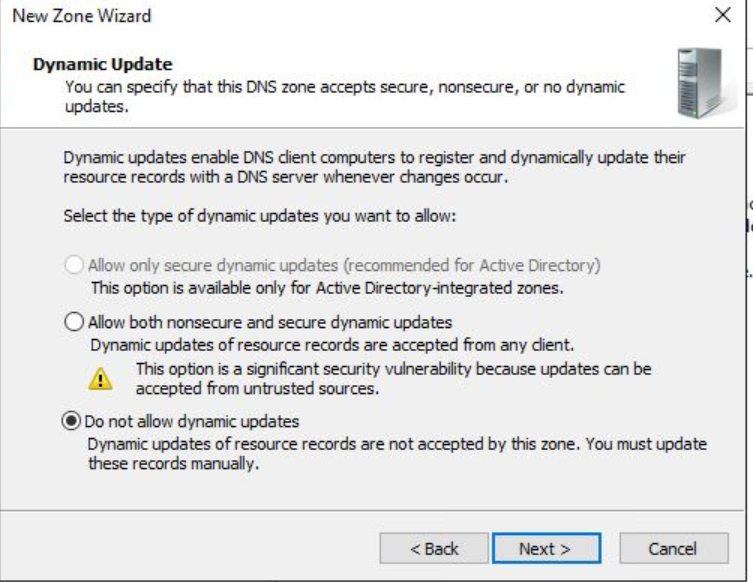 New Zone Wizard
Dynamic Update
You can specify that this DNS zone accepts secure, nonsecure, or no dynamic
updates.
Dynamic updates enable DNS client computers to register and dynamically update their
resource records with a DNS server whenever changes occur.
Select the type of dynamic updates you want to allow:
Allow only secure dynamic updates (recommended for Active Directory)
This option is available only for Active Directory-integrated zones.
Allow both nonsecure and secure dynamic updates
Dynamic updates of resource records are accepted from any client.
This option is a significant security vulnerability because updates can be
accepted from untrusted sources.
Do not allow dynamic updates
Dynamic updates of resource records are not accepted by this zone. You must update
these records manually.
< Back Next > Cancel